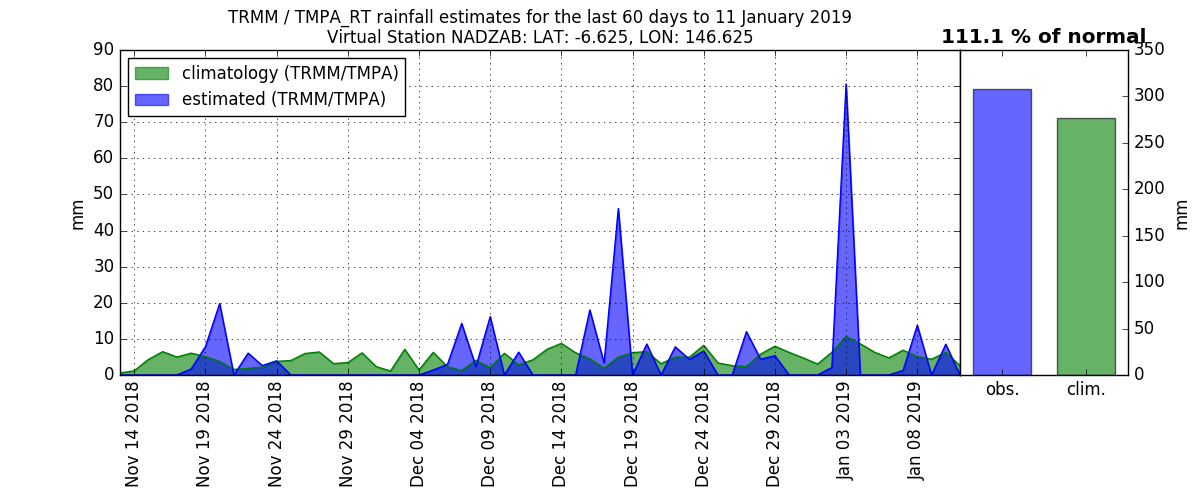 TRMM / TMPA_RT rainfall estimates for the last 60 days to 11 January 2019
Virtual Station NADZAB: LAT: -6.625, LON: 146.625
111.1 % of normal
climatology (TRMM/TMPA)
estimated (TRMM/TMPA)
90
80
70
60
50
40
30
20
10
0
mm
350
300
250
200
150
100
50
0
mm
Nov 14 2018
Nov 19 2018
Nov 24 2018
Nov 29 2018
Dec 04 2018
Dec 09 2018
Dec 14 2018
Dec 19 2018
Dec 24 2018
Dec 29 2018
Jan 03 2019
Jan 08 2019
obs.
clim.